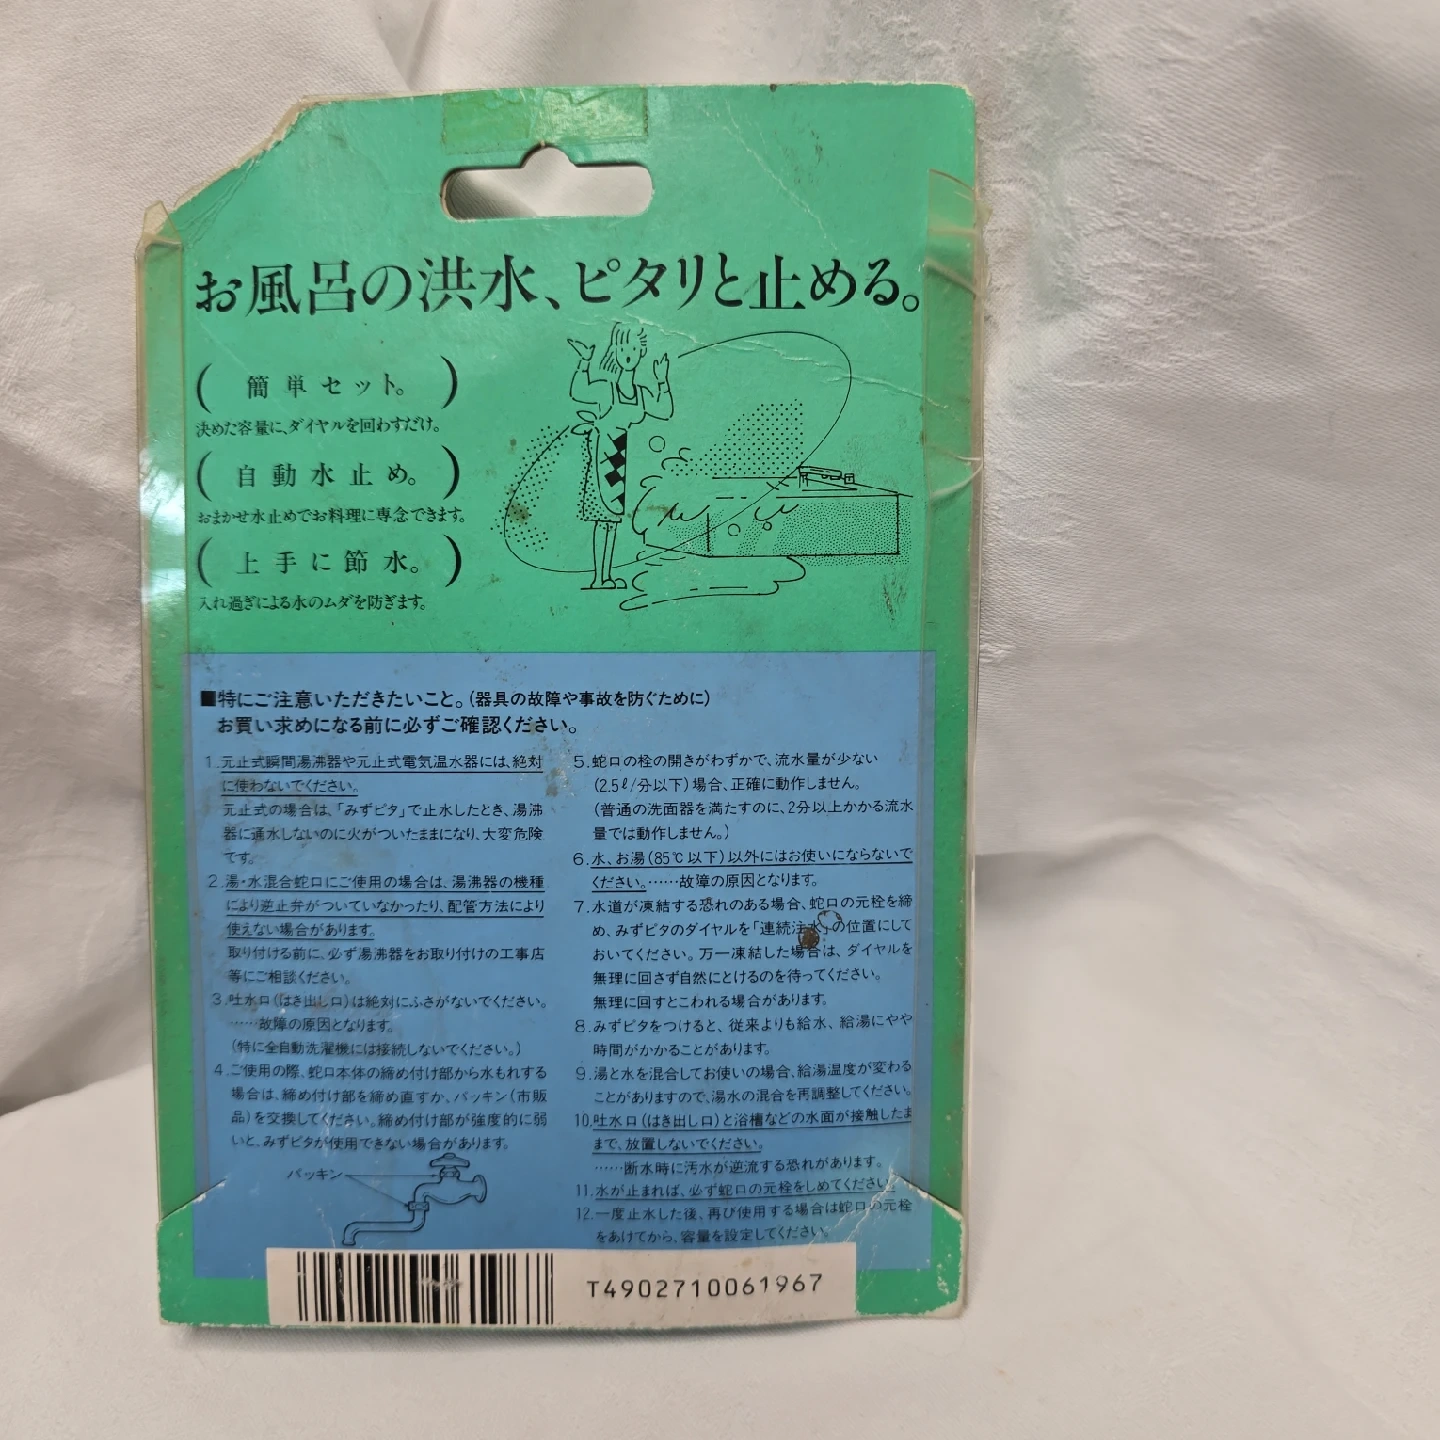 お風呂の洪水、ピタリと止める。
(簡単セット。)
決めた容量に、ダイヤルを回わすだけ。
(自動水止め。)
おまかせ水止めでお料理に専念できます。
(上手に節水。)
入れ過ぎによる水のムダを防ぎます。
■特にご注意いただきたいこと。(器具の故障や事故を防ぐために)
お買い求めになる前に必ずご確認ください。
1.元止式瞬間湯沸器や元止式電気温水器には、絶対
に使わないでください。
元止式の場合は、「みずピタ」で止水したとき、湯沸
器に通水しないのに火がついたままになり、大変危険
です。
2.湯・水混合蛇口にご使用の場合は、湯沸器の機種
により逆止弁がついていなかったり、配管方法により
使えない場合があります。
取り付ける前に、必ず湯沸器をお取り付けの工事店
等にご相談ください。
3.吐水口(はき出し口)は絶対にふさがないでください。
……故障の原因となります。
(特に全自動洗濯機には接続しないでください。)
4.ご使用の際、蛇口本体の締め付け部から水もれする
場合は、締め付け部を締め直すか、パッキン(市販
品)を交換してください。締め付け部が強度的に弱
いと、みずピタが使用できない場合があります。
パッキン
5.蛇口の栓の開きがわずかで、流水量が少ない
(2.5ℓ/分以下)場合、正確に動作しません。
(普通の洗面器を満たすのに、2分以上かかる流水
量では動作しません。)
6.水、お湯(85℃以下)以外にはお使いにならないで
ください。……故障の原因となります。
7.水道が凍結する恐れのある場合、蛇口の元栓を締
め、みずピタのダイヤルを「連続注水」の位置にして
おいてください。万一凍結した場合は、ダイヤルを
無理に回さず自然にとけるのを待ってください。
無理に回すとこわれる場合があります。
8.みずピタをつけると、従来よりも給水、給湯にやや
時間がかかることがあります。
9.湯と水を混合してお使いの場合、給湯温度が変わる
ことがありますので、湯水の混合を再調整してください。
10.吐水口(はき出し口)と浴槽などの水面が接触したま
まで、放置しないでください。
……断水時に汚水が逆流する恐れがあります。
11.水が止まれば、必ず蛇口の元栓をしめてください。
12.一度止水した後、再び使用する場合は蛇口の元栓
をあけてから、容量を設定してください。
T4902710061967